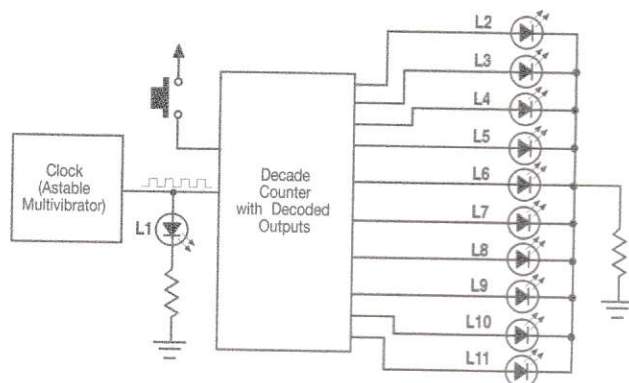 L2
L3
L4
L5
L6
L7
L8
L9
L10
L11
Clock
(Astable
Multivibrator)
L1
Decade
Counter
with Decoded
Outputs